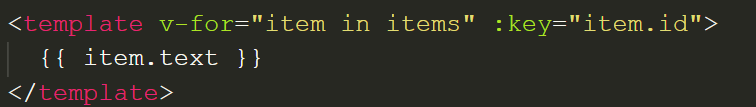 <template v-for="item in items" :key="item.id">
  {{ item.text }}
</template>